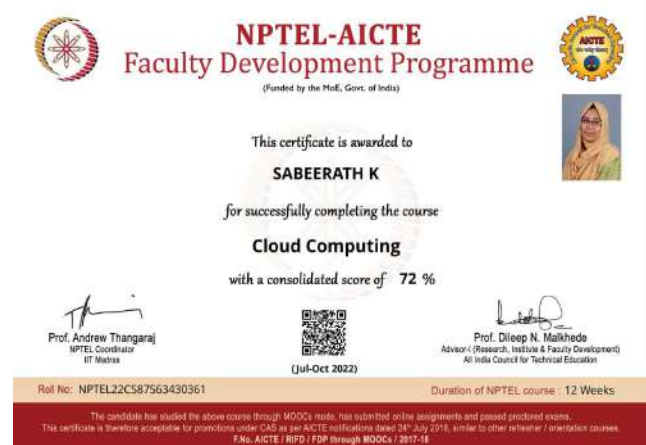 NPTEL-AICTE
Faculty Development Programme
(Funded by the MoE, Govt. of India)
AICTE
This certificate is awarded to
SABEERATH K
for successfully completing the course
Cloud Computing
with a consolidated score of 72 %
Prof. Andrew Thangaraj
NPTEL Coordinator
IIT Madras
(Jul-Oct 2022)
Prof. Dileep N. Malkhede
Advisor-I (Research, Institute & Faculty Development)
All India Council for Technical Education
Roll No: NPTEL22CS87S63430361
Duration of NPTEL course : 12 Weeks
The candidate has studied the above course through MOOCs mode, has submitted online assignments and passed proctored exams.
This certificate is therefore acceptable for promotions under CAS as per AICTE notifications dated 24th July 2018, similar to other refresher / orientation courses.
F.No. AICTE / RIFD / FDP through MOOCs / 2017-18